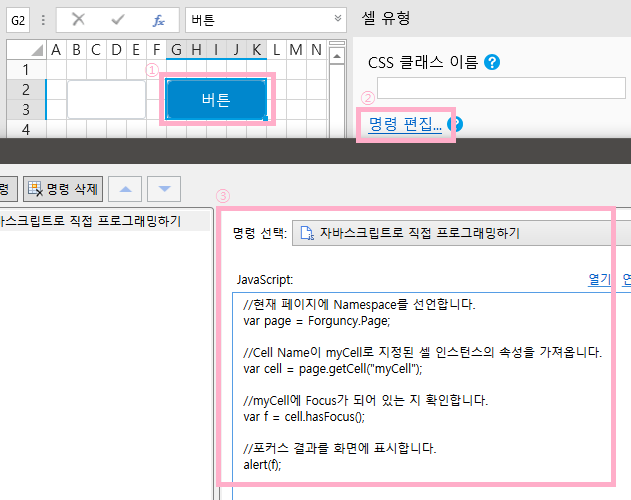 G2
fx
버튼
셀 유형
A B C D E F G H I J K L M N
CSS 클래스 이름 ?
1
①
2
버튼
②
3
명령 편집... ?
4
령
명령 삭제
③
바스크립트로 직접 프로그래밍하기
명령 선택:
자바스크립트로 직접 프로그래밍하기
JavaScript:
열기
//현재 페이지에 Namespace를 선언합니다.
var page = Forguncy.Page;
//Cell Name이 myCell로 지정된 셀 인스턴스의 속성을 가져옵니다.
var cell = page.getCell("myCell");
//myCell에 Focus가 되어 있는 지 확인합니다.
var f = cell.hasFocus();
//포커스 결과를 화면에 표시합니다.
alert(f);